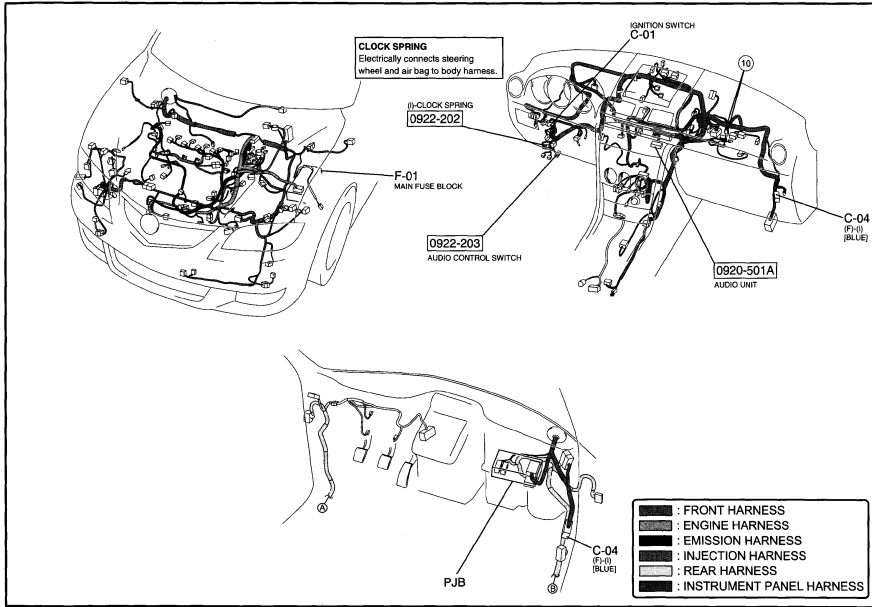 CLOCK SPRING
Electrically connects steering
wheel and air bag to body harness.
IGNITION SWITCH
C-01
10
(I)-CLOCK SPRING
0922-202
F-01
MAIN FUSE BLOCK
C-04
(F)-(I)
[BLUE]
0922-203
AUDIO CONTROL SWITCH
0920-501A
AUDIO UNIT
A
PJB
C-04
(F)-(I)
[BLUE]
B
: FRONT HARNESS
: ENGINE HARNESS
: EMISSION HARNESS
: INJECTION HARNESS
: REAR HARNESS
: INSTRUMENT PANEL HARNESS